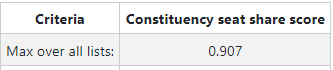 Criteria Constituency seat share score
Max over all lists: 0.907